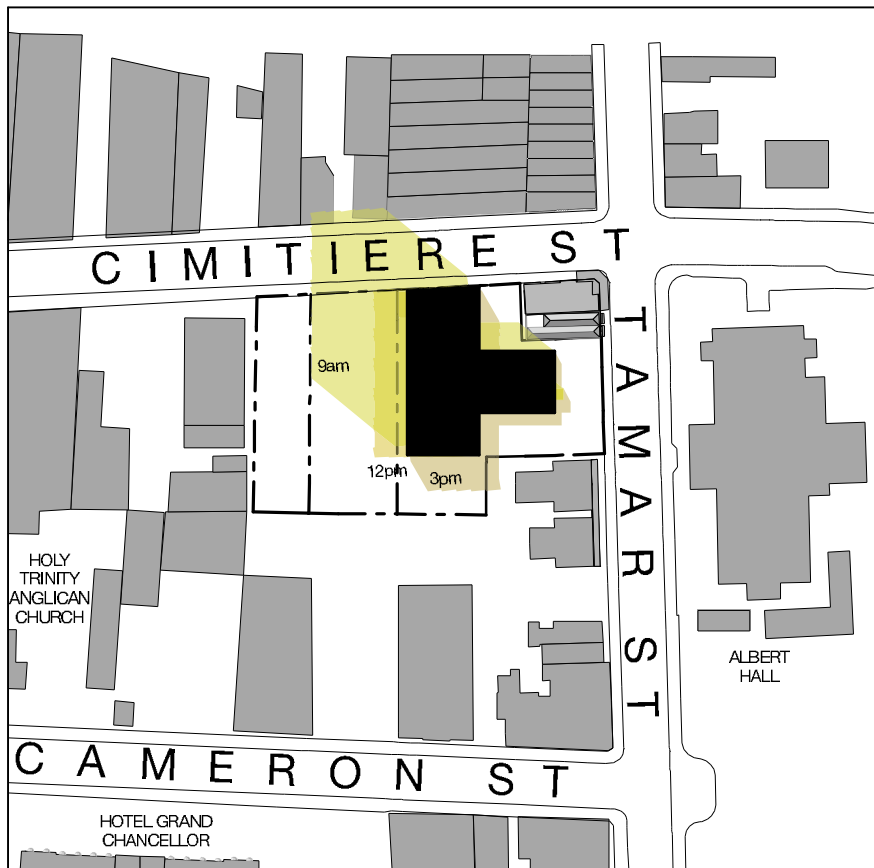 CIMITIERE ST
TAMAR ST
9am
12pm
3pm
HOLY
TRINITY
ANGLICAN
CHURCH
ALBERT
HALL
CAMERON ST
HOTEL GRAND
CHANCELLOR